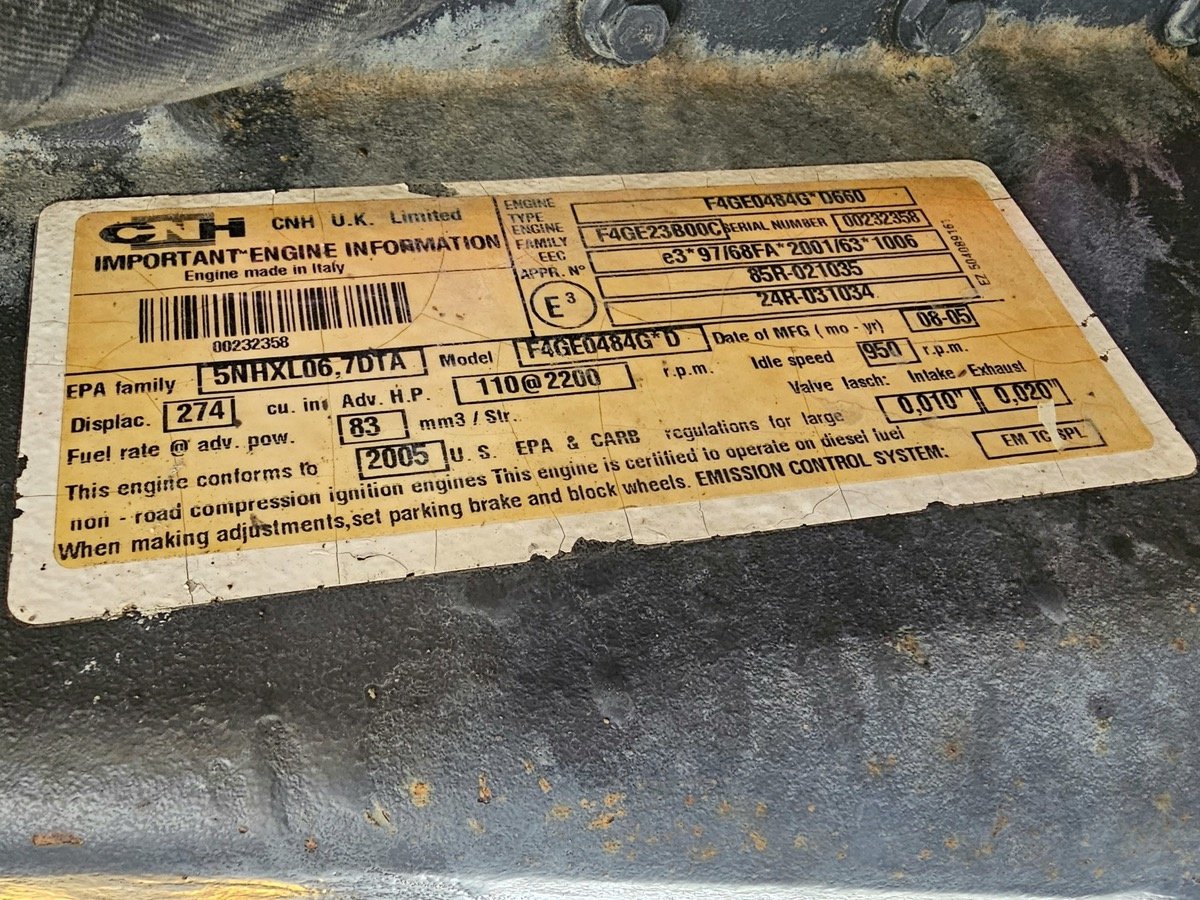 CNH CNH U.K. Limited
IMPORTANT ENGINE INFORMATION
Engine made in Italy
00232358
ENGINE TYPE F4GE0484G*D660
ENGINE FAMILY F4GE23B00C SERIAL NUMBER 00232358
EEC APPR. Nº e3*97/68FA*2001/63*1006
E3 85R-021035
24R-031034
EPA family 5NHXL06,7DTA Model F4GE0484G*D Date of MFG ( mo - yr) 08-05
Displac. 274 cu. in: Adv. H.P. 110@2200 r.p.m. Idle speed 950 r.p.m.
Fuel rate @ adv. pow. 83 mm3 / Str. Valve lasch: Intake Exhaust
0,010" 0,020"
This engine conforms to 2005 U.S. EPA & CARB regulations for large
non - road compression ignition engines This engine is certified to operate on diesel fuel
When making adjustments,set parking brake and block wheels. EMISSION CONTROL SYSTEM: EM TC SPL